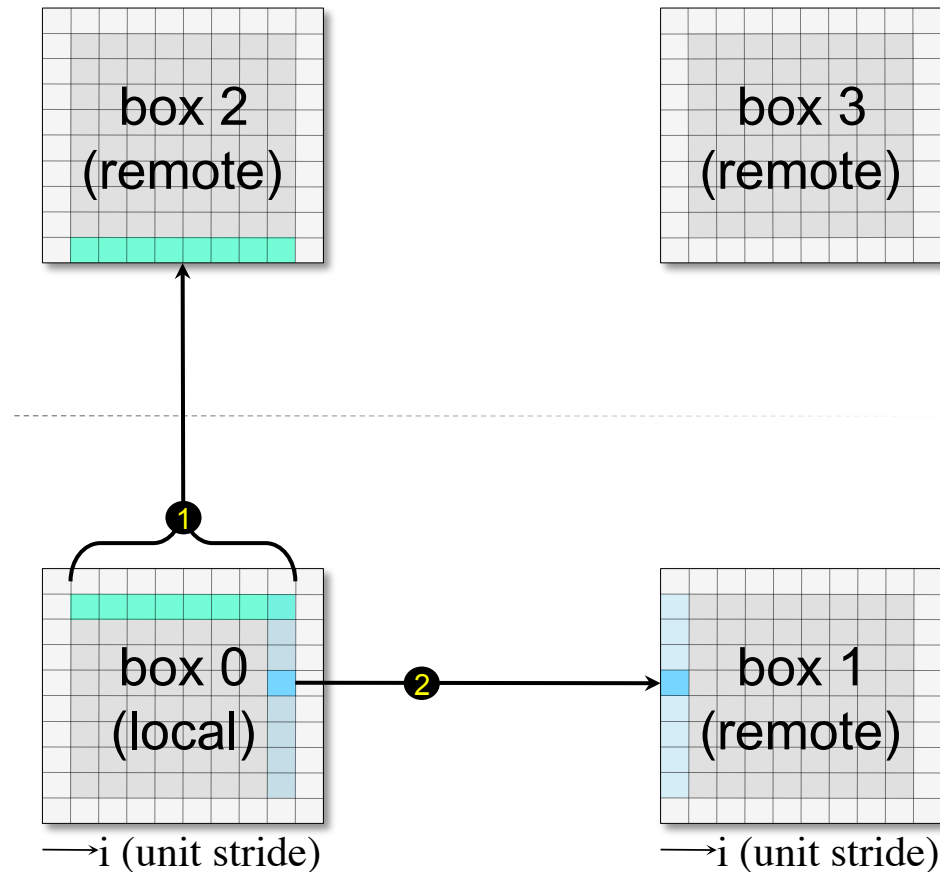 box 2
(remote)
box 3
(remote)
1
box 0
(local)
2
box 1
(remote)
i (unit stride)
i (unit stride)